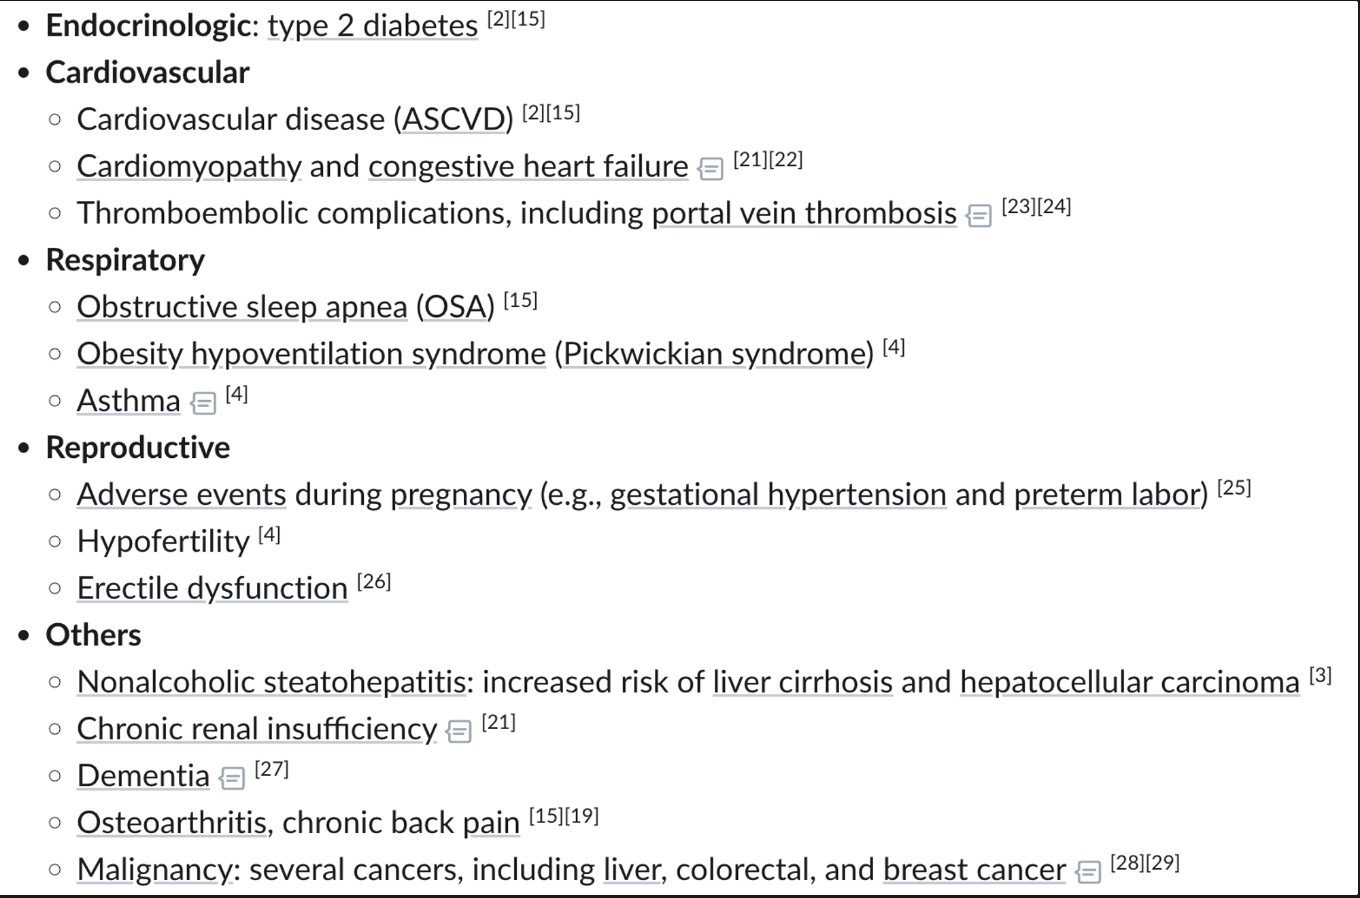 • Endocrinologic: type 2 diabetes [2][15]
• Cardiovascular
○ Cardiovascular disease (ASCVD) [2][15]
○ Cardiomyopathy and congestive heart failure [21][22]
○ Thromboembolic complications, including portal vein thrombosis [23][24]
• Respiratory
○ Obstructive sleep apnea (OSA) [15]
○ Obesity hypoventilation syndrome (Pickwickian syndrome) [4]
○ Asthma [4]
• Reproductive
○ Adverse events during pregnancy (e.g., gestational hypertension and preterm labor) [25]
○ Hypofertility [4]
○ Erectile dysfunction [26]
• Others
○ Nonalcoholic steatohepatitis: increased risk of liver cirrhosis and hepatocellular carcinoma [3]
○ Chronic renal insufficiency [21]
○ Dementia [27]
○ Osteoarthritis, chronic back pain [15][19]
○ Malignancy: several cancers, including liver, colorectal, and breast cancer [28][29]